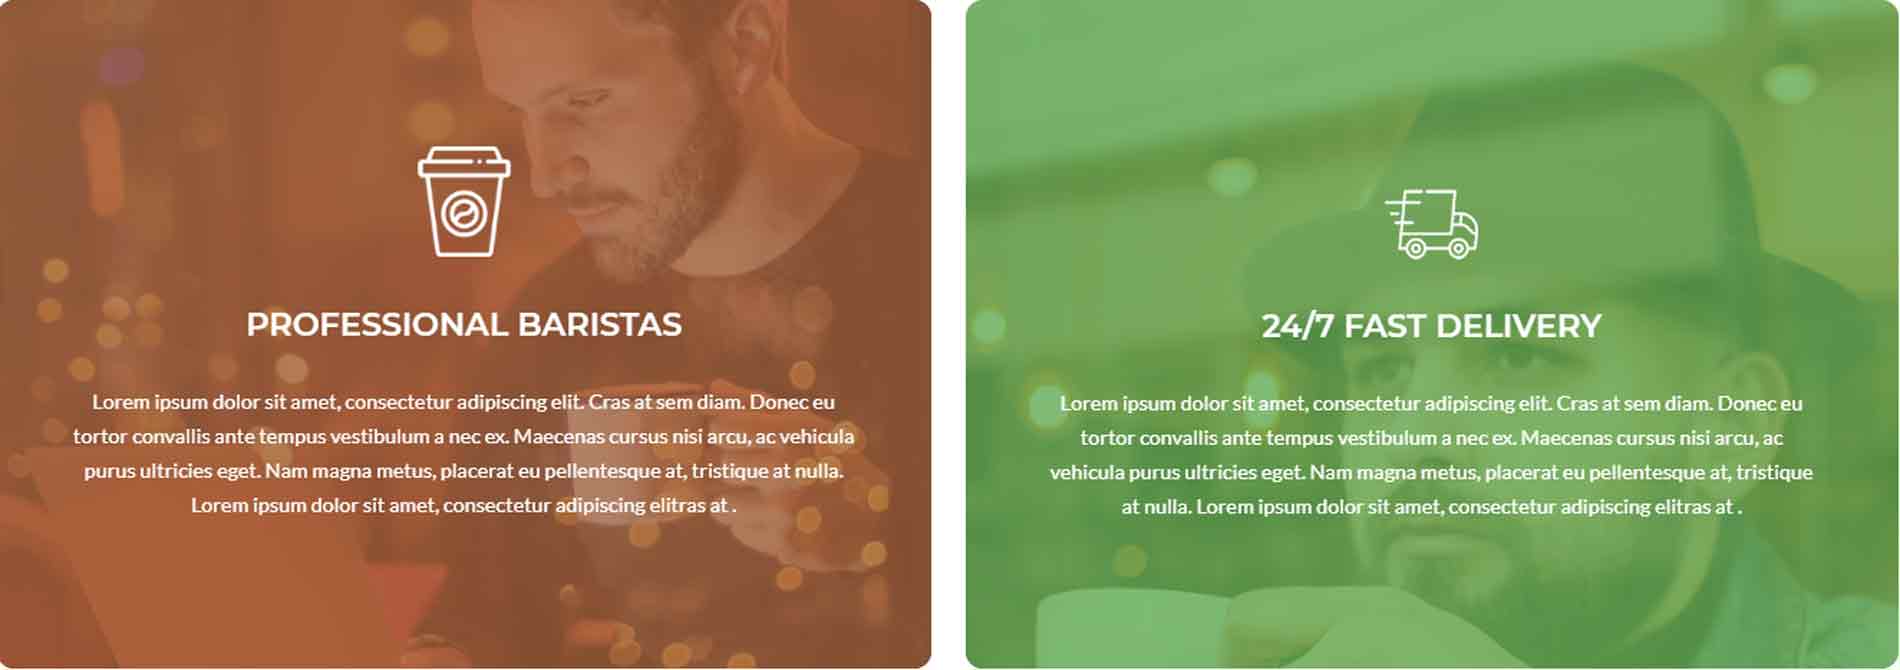 PROFESSIONAL BARISTAS
Lorem ipsum dolor sit amet, consectetur adipiscing elit. Cras at sem diam. Donec eu
tortor convallis ante tempus vestibulum a nec ex. Maecenas cursus nisi arcu, ac vehicula
purus ultricies eget. Nam magna metus, placerat eu pellentesque at, tristique at nulla.
Lorem ipsum dolor sit amet, consectetur adipiscing elitras at .
24/7 FAST DELIVERY
Lorem ipsum dolor sit amet, consectetur adipiscing elit. Cras at sem diam. Donec eu
tortor convallis ante tempus vestibulum a nec ex. Maecenas cursus nisi arcu, ac
vehicula purus ultricies eget. Nam magna metus, placerat eu pellentesque at, tristique
at nulla. Lorem ipsum dolor sit amet, consectetur adipiscing elitras at .